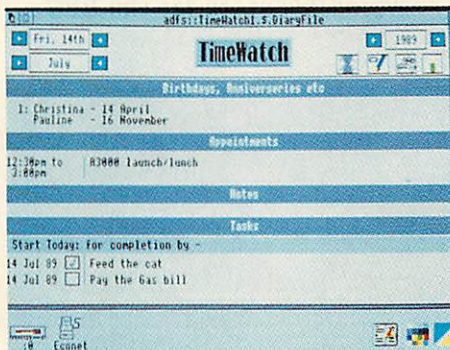 adfs::TimeWatch1.$.DiaryFile
Fri, 14th
TimeWatch
1989
July
Birthdays, Anniverseries etc
1: Christina - 14 April
Pauline - 16 November
Appointments
12:30pm to A3000 launch/lunch
3:00pm
Notes
Tasks
Start Today: for completion by -
14 Jul 89 Feed the cat
14 Jul 89 Pay the Gas bill
:0 Econet